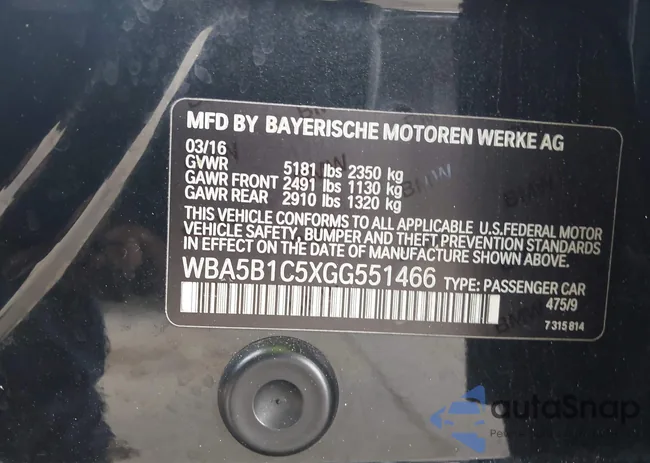 MFD BY BAYERISCHE MOTOREN WERKE AG
03/16
GVWR 5181 lbs 2350 kg
GAWR FRONT 2491 lbs 1130 kg
GAWR REAR 2910 lbs 1320 kg
THIS VEHICLE CONFORMS TO ALL APPLICABLE U.S.FEDERAL MOTOR
VEHICLE SAFETY, BUMPER AND THEFT PREVENTION STANDARDS
IN EFFECT ON THE DATE OF MANUFACTURE SHOWN ABOVE.
WBA5B1C5XGG551466 TYPE: PASSENGER CAR
475/9
7315814
autoSnap